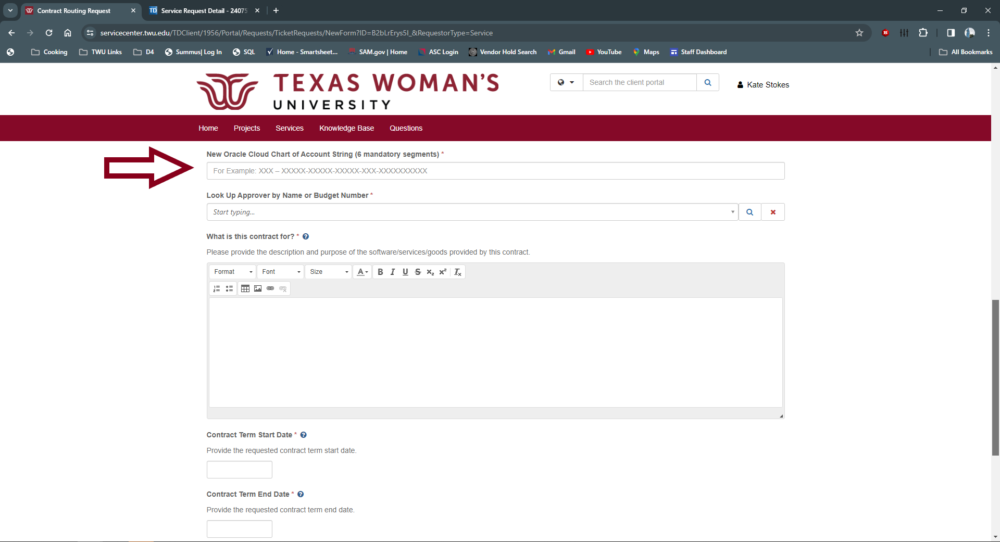 Contract Routing Request
TD Service Request Detail - 24075
servicecenter.twu.edu/TDClient/1956/Portal/Requests/TicketRequests/NewForm?ID=B2bLrErys5I_&RequestorType=Service
Cooking TWU Links D4 Summus| Log In SQL Home - Smartsheet... SAM.gov | Home ASC Login Vendor Hold Search Gmail YouTube Maps Staff Dashboard All Bookmarks
TEXAS WOMAN'S
UNIVERSITY
Search the client portal
Kate Stokes
Home Projects Services Knowledge Base Questions
New Oracle Cloud Chart of Account String (6 mandatory segments) *
For Example: XXX – XXXXX-XXXXX-XXXXX-XXX-XXXXXXXXXX
Look Up Approver by Name or Budget Number *
Start typing...
What is this contract for? *
Please provide the description and purpose of the software/services/goods provided by this contract.
Format Font Size
Contract Term Start Date *
Provide the requested contract term start date.
Contract Term End Date *
Provide the requested contract term end date.